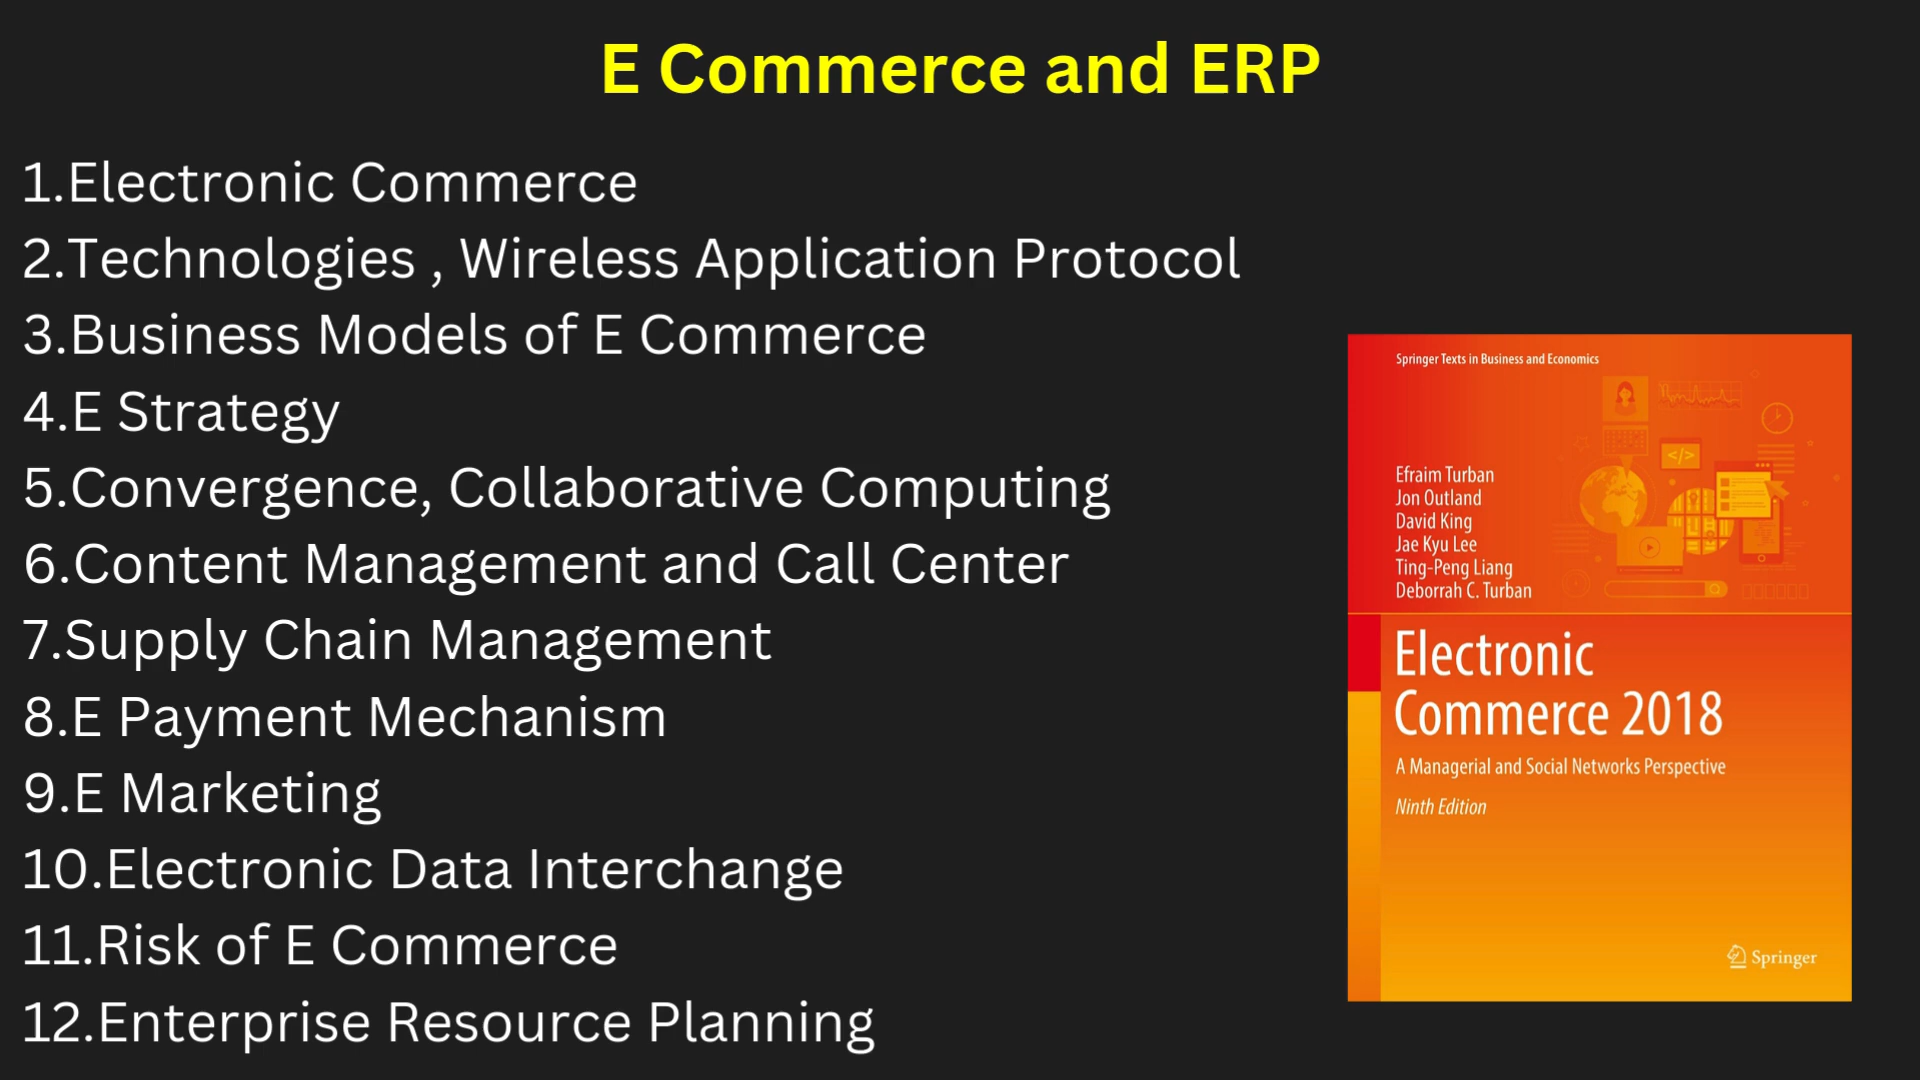 E Commerce and ERP
1.Electronic Commerce
2.Technologies , Wireless Application Protocol
3.Business Models of E Commerce
4.E Strategy
5.Convergence, Collaborative Computing
6.Content Management and Call Center
7.Supply Chain Management
8.E Payment Mechanism
9.E Marketing
10.Electronic Data Interchange
11.Risk of E Commerce
12.Enterprise Resource Planning
Springer Texts in Business and Economics
</>
Efraim Turban
Jon Outland
David King
Jae Kyu Lee
Ting-Peng Liang
Deborrah C. Turban
Electronic
Commerce 2018
A Managerial and Social Networks Perspective
Ninth Edition
Springer